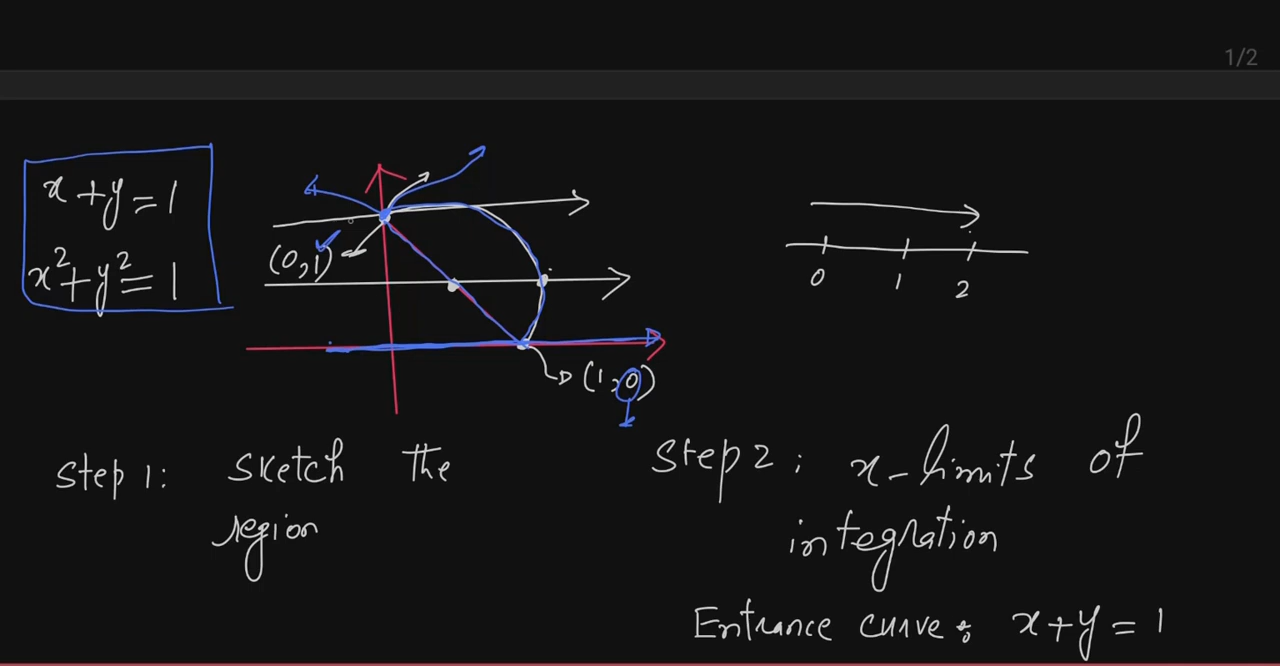 1/2
x + y = 1
x² + y² = 1
(0,1)
(1,0)
0 1 2
Step 1: Sketch the
region
Step 2: x-limits of
integration
Entrance curve: x + y = 1